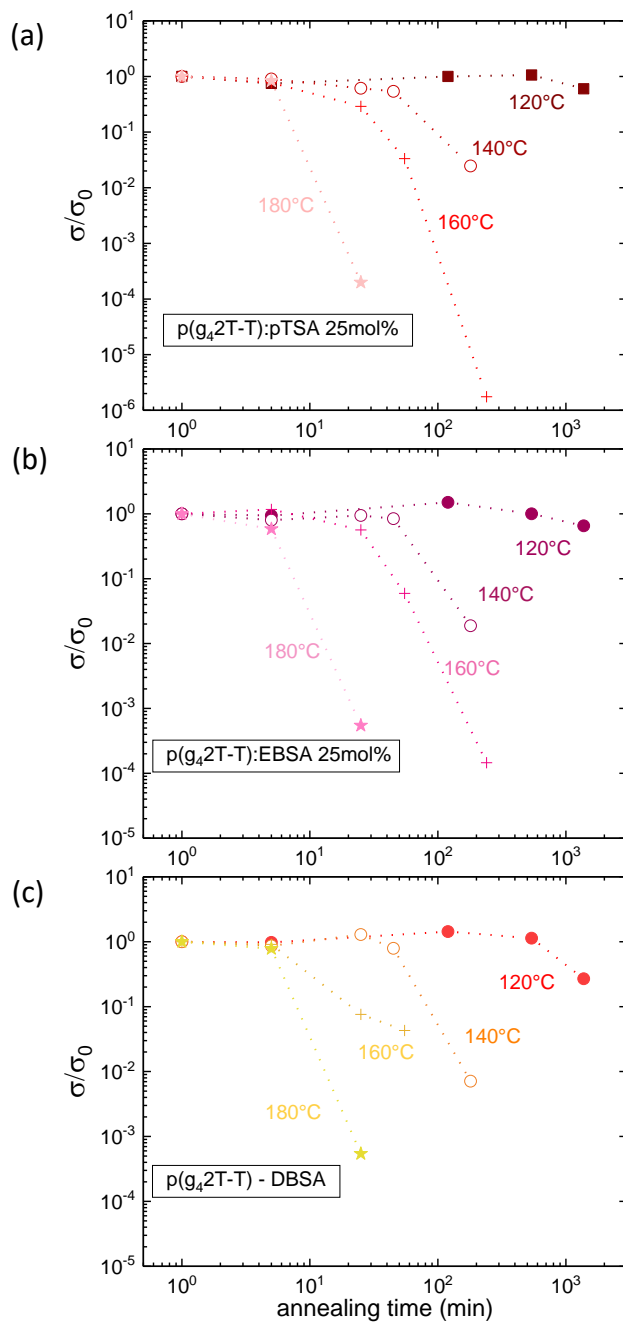 (a)
10¹
10⁰
10⁻¹
10⁻²
10⁻³
10⁻⁴
10⁻⁵
10⁻⁶
σ/σ₀
120°C
140°C
180°C
160°C
p(g₄2T-T):pTSA 25mol%
10⁰ 10¹ 10² 10³
(b)
10¹
10⁰
10⁻¹
10⁻²
10⁻³
10⁻⁴
10⁻⁵
σ/σ₀
120°C
140°C
180°C
160°C
p(g₄2T-T):EBSA 25mol%
10⁰ 10¹ 10² 10³
(c)
10¹
10⁰
10⁻¹
10⁻²
10⁻³
10⁻⁴
10⁻⁵
σ/σ₀
120°C
140°C
160°C
180°C
p(g₄2T-T) - DBSA
10⁰ 10¹ 10² 10³
annealing time (min)